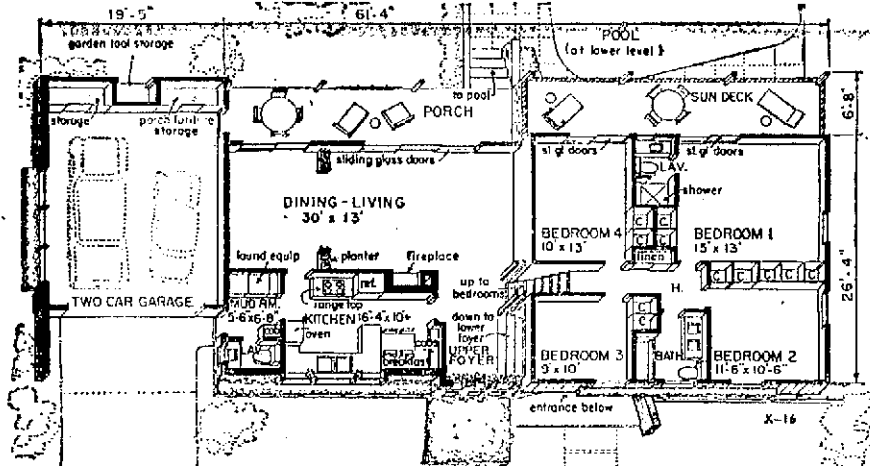 19'-5"
61'-4"
garden tool storage
POOL
(at lower level)
to pool
SUN DECK
6'-8"
storage
porch furniture
storage
PORCH
sliding glass doors
sl. gl doors
LAV.
sl. gl doors
shower
DINING-LIVING
30' x 13'
BEDROOM 4
10' x 13'
C C
C C
linen
BEDROOM 1
15' x 13'
26'-4"
laund equip
planter
fireplace
up to
bedrooms
H.
C C C C C
TWO CAR GARAGE
MUD RM.
5-6x6-8
range top
ref.
KITCHEN 16-4x10+
oven
down to
lower
foyer
LAV.
breakfast
UPPER
FOYER
BEDROOM 3
9' x 10'
C
C
BATH
BEDROOM 2
11'-6" x 10'-6"
entrance below
X-16